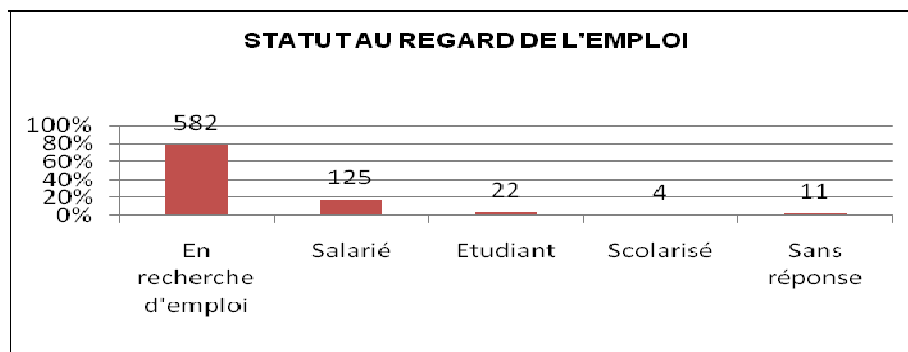 STATUT AU REGARD DE L'EMPLOI
100%
80%
60%
40%
20%
0%
582
125
22
4
11
En
recherche
d'emploi
Salarié
Etudiant
Scolarisé
Sans
réponse